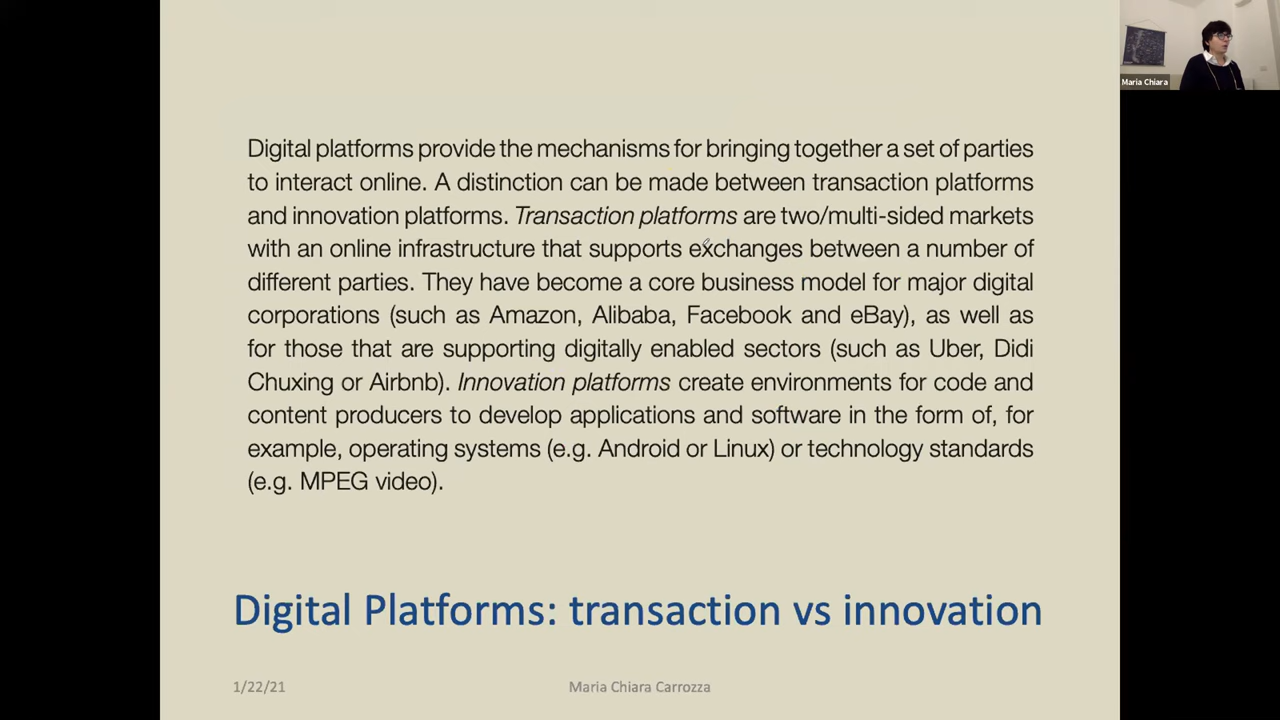 Maria Chiara
Digital platforms provide the mechanisms for bringing together a set of parties
to interact online. A distinction can be made between transaction platforms
and innovation platforms. Transaction platforms are two/multi-sided markets
with an online infrastructure that supports exchanges between a number of
different parties. They have become a core business model for major digital
corporations (such as Amazon, Alibaba, Facebook and eBay), as well as
for those that are supporting digitally enabled sectors (such as Uber, Didi
Chuxing or Airbnb). Innovation platforms create environments for code and
content producers to develop applications and software in the form of, for
example, operating systems (e.g. Android or Linux) or technology standards
(e.g. MPEG video).
Digital Platforms: transaction vs innovation
1/22/21
Maria Chiara Carrozza